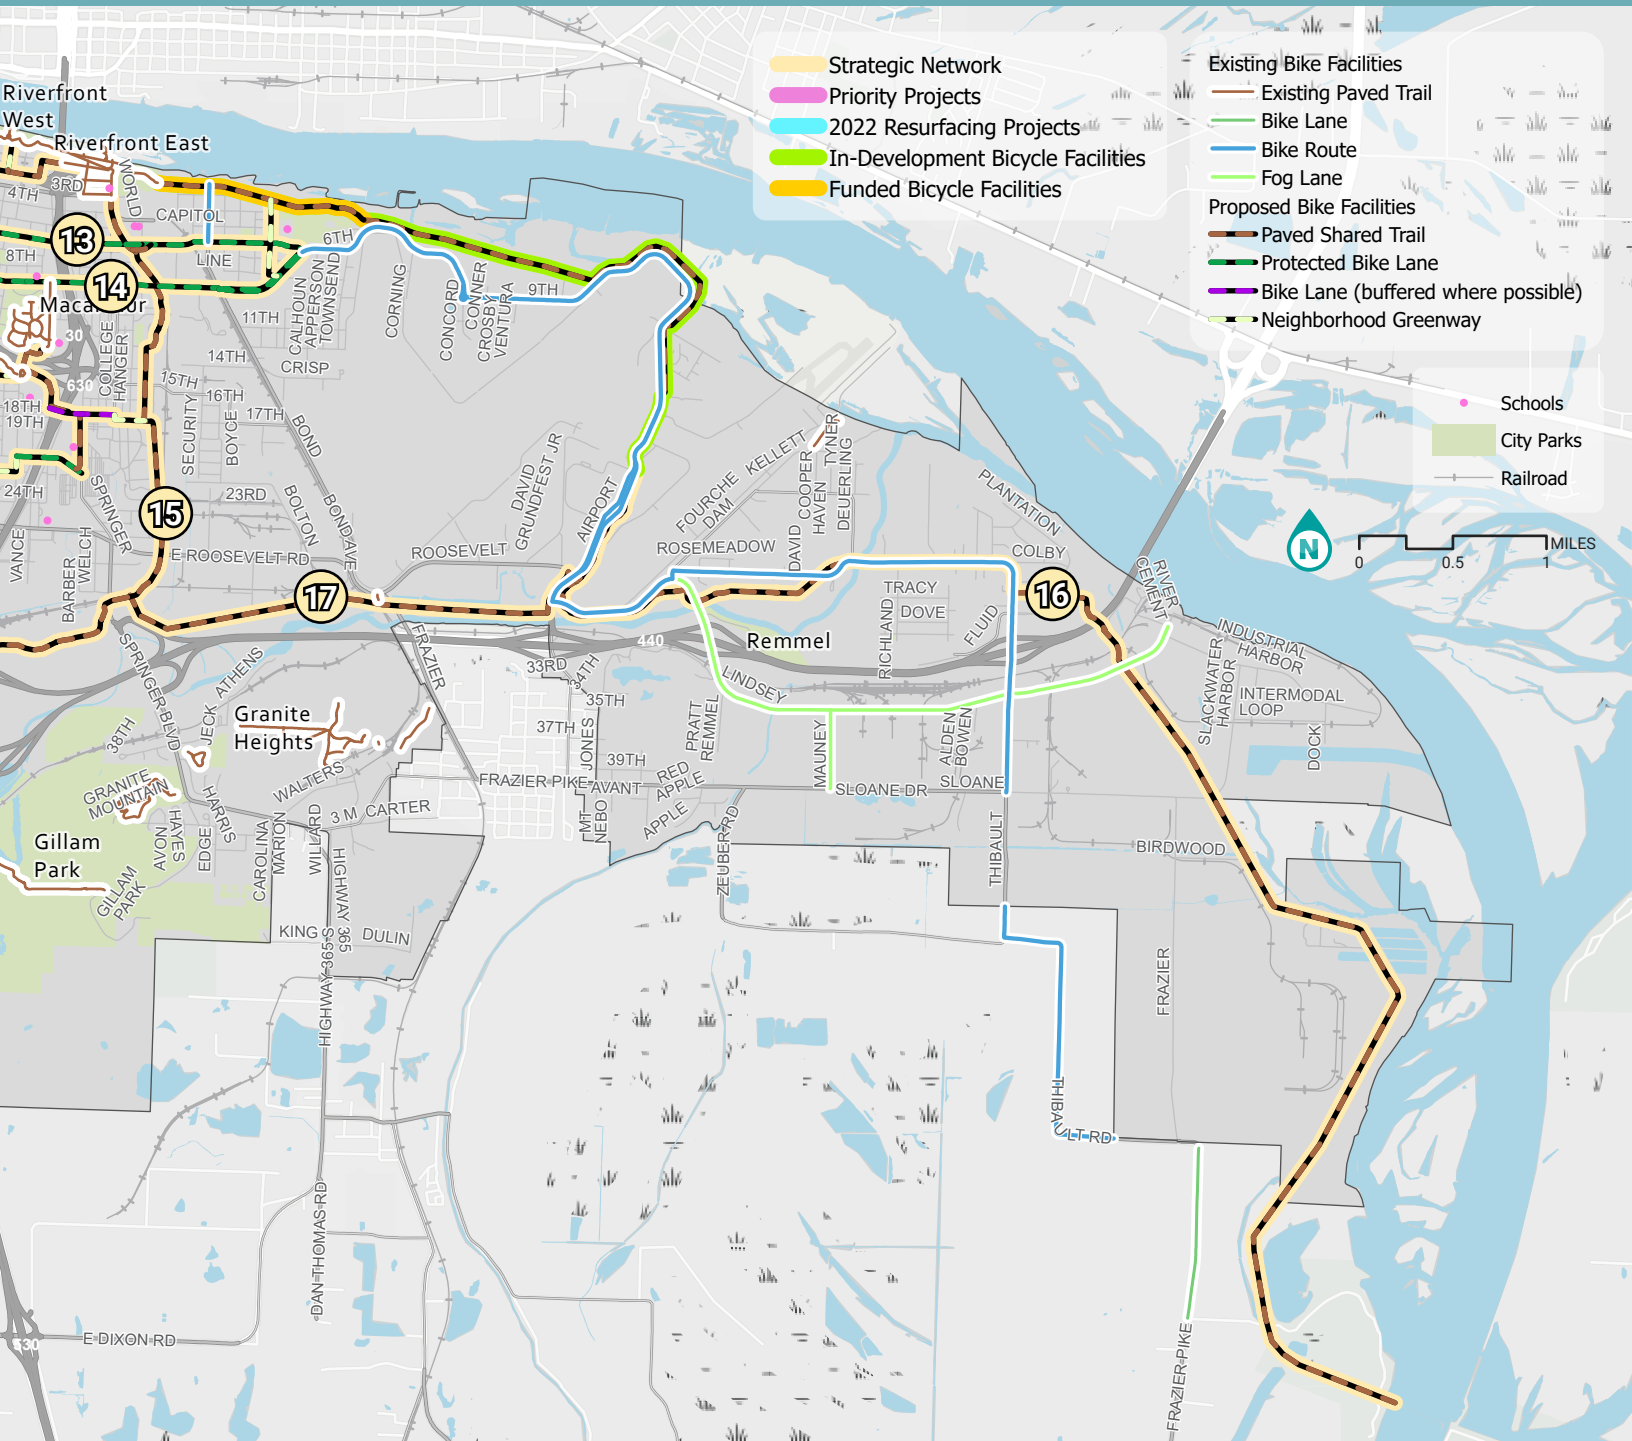 Strategic Network
Priority Projects
2022 Resurfacing Projects
In-Development Bicycle Facilities
Funded Bicycle Facilities
Existing Bike Facilities
Existing Paved Trail
Bike Lane
Bike Route
Fog Lane
Proposed Bike Facilities
Paved Shared Trail
Protected Bike Lane
Bike Lane (buffered where possible)
Neighborhood Greenway
Schools
City Parks
Railroad
N
MILES
0
0.5
1
Riverfront
West
Riverfront East
3RD
4TH
WORLD
CAPITOL
13
8TH
LINE
6TH
14
11TH
CALHOUN
APPERSON
TOWNSEND
CORNING
CONCORD
CONNER
CROSBY
VENTURA
9TH
30
630
COLLEGE
HANGER
14TH
CRISP
15TH
16TH
17TH
18TH
19TH
SECURITY
BOYCE
BOND
24TH
SPRINGER
15
23RD
BOLTON
BOND AVE
DAVID
GRUNDFEST JR
AIRPORT
FOURCHE
DAM
KELLETT
TYNER
COOPER
HAVEN
DEUERLING
DAVID
PLANTATION
VANCE
BARBER
WELCH
E ROOSEVELT RD
ROOSEVELT
ROSEMEADOW
COLBY
17
16
TRACY
DOVE
RICHLAND
FLUID
RIVER
CEMENT
440
Remmel
INDUSTRIAL
HARBOR
SLACKWATER
HARBOR
INTERMODAL
LOOP
DOCK
SPRINGER BLVD
ATHENS
FRAZIER
33RD
34TH
35TH
37TH
JONES
39TH
PRATT
REMMEL
LINDSEY
MAUNEY
ALDEN
BOWEN
Granite
Heights
JECK
38TH
WALTERS
GRANITE
MOUNTAIN
FRAZIER PIKE
AVANT
RED
APPLE
APPLE
SLOANE DR
SLOANE
3 M
CARTER
MT
NEBO
HARRIS
Gillam
Park
AVON
HAYES
EDGE
CAROLINA
MARION
WILLARD
HIGHWAY 365
GILLAM
PARK
ZEUBER RD
THIBAULT
BIRDWOOD
KING
DULIN
HIGHWAY 365 S
FRAZIER
THIBAULT RD
DAN THOMAS RD
E DIXON RD
530
FRAZIER PIKE